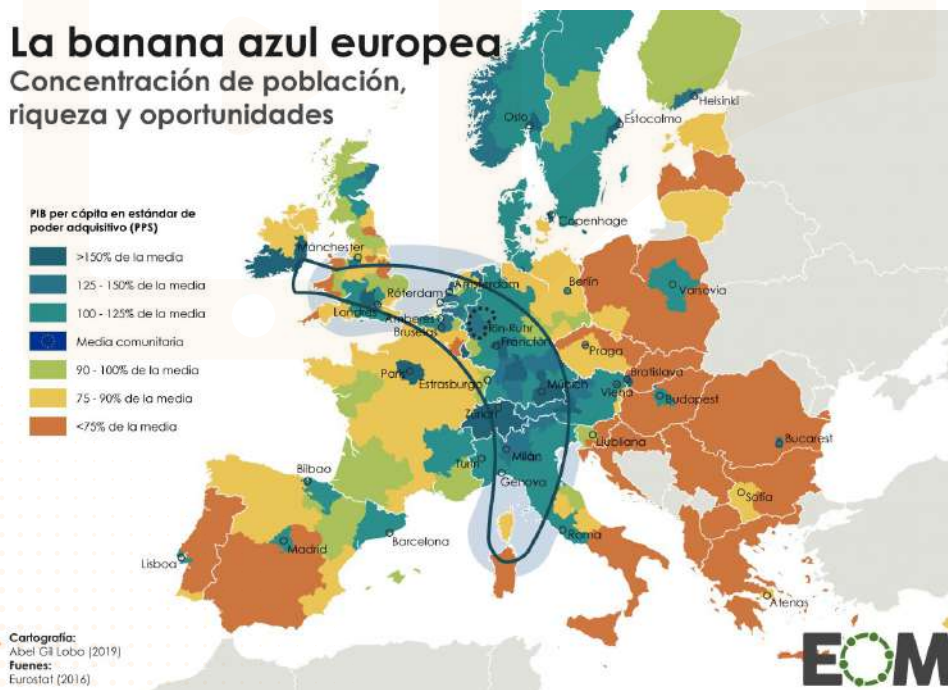 La banana azul europea
Concentración de población,
riqueza y oportunidades
PIB per cápita en estándar de
poder adquisitivo (PPS)
>150% de la media
125 - 150% de la media
100 - 125% de la media
Media comunitaria
90 - 100% de la media
75 - 90% de la media
<75% de la media
Oslo
Estocolmo
Helsinki
Copenhage
Mánchester
Londres
Róterdam
Ámsterdam
Amberes
Bruselas
Rin-Ruhr
Fráncfort
Berlín
Varsovia
Praga
París
Estrasburgo
Múnich
Viena
Bratislava
Budapest
Zúrich
Liubliana
Bucarest
Turín
Milán
Génova
Sofía
Bilbao
Madrid
Barcelona
Roma
Lisboa
Atenas
Cartografía:
Abel Gil Lobo (2019)
Fuenes:
Eurostat (2016)
EOM